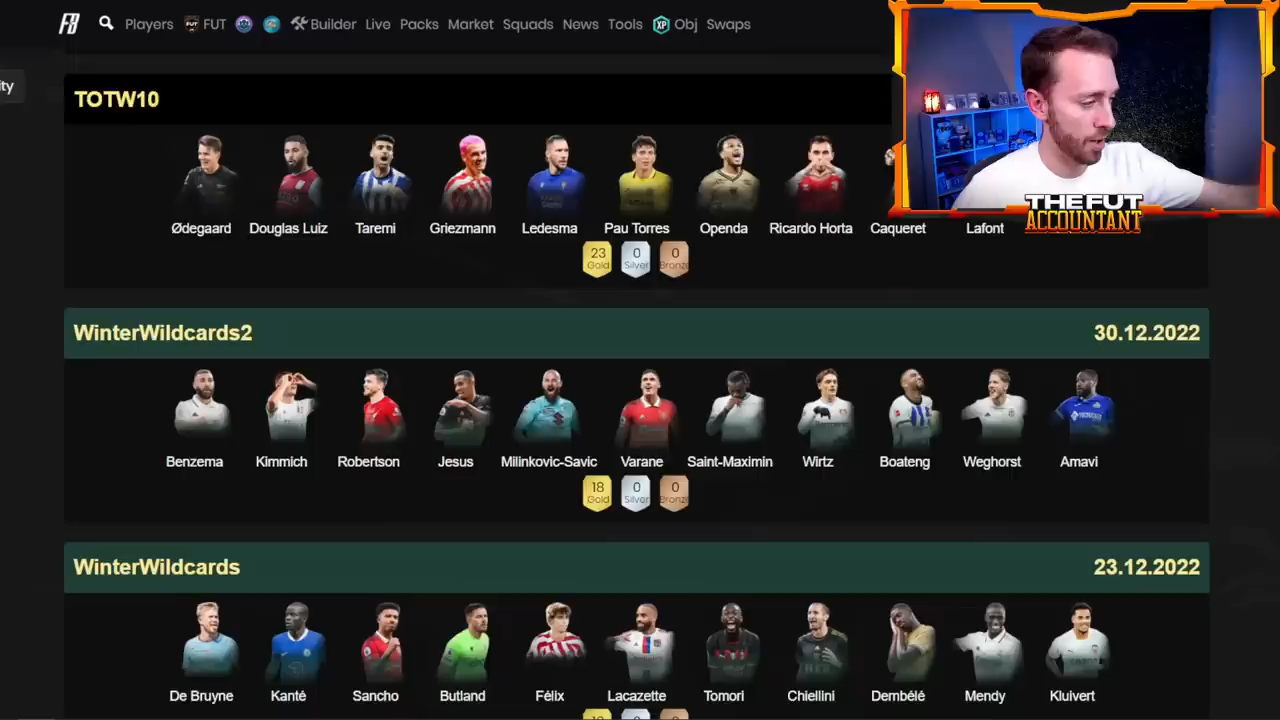 F8 Players FUT Builder Live Packs Market Squads News Tools XP Obj Swaps
ty
THE FUT
ACCOUNTANT
TOTW10
Ødegaard Douglas Luiz Taremi Griezmann Ledesma Pau Torres Openda Ricardo Horta Caqueret Lafont
23 0 0
Gold Silver Bronze
WinterWildcards2 30.12.2022
Benzema Kimmich Robertson Jesus Milinkovic-Savic Varane Saint-Maximin Wirtz Boateng Weghorst Amavi
18 0 0
Gold Silver Bronze
WinterWildcards 23.12.2022
De Bruyne Kanté Sancho Butland Félix Lacazette Tomori Chiellini Dembélé Mendy Kluivert